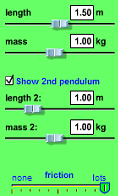 length 1.50 m
mass 1.00 kg
Show 2nd pendulum
length 2: 1.00 m
mass 2: 1.00 kg
friction
none lots